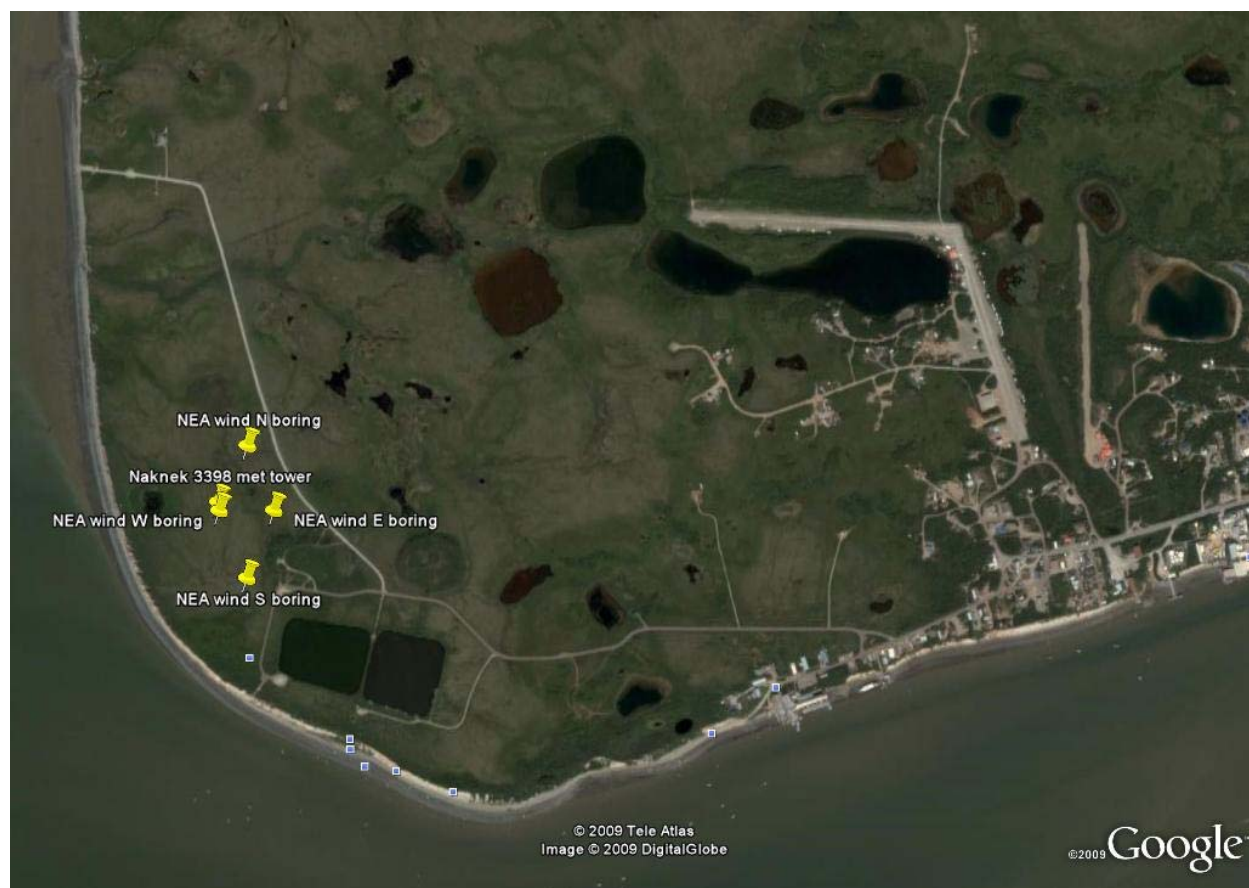 NEA wind N boring
Naknek 3398 met tower
NEA wind W boring
NEA wind E boring
NEA wind S boring
© 2009 Tele Atlas
Image © 2009 DigitalGlobe
©2009 Google